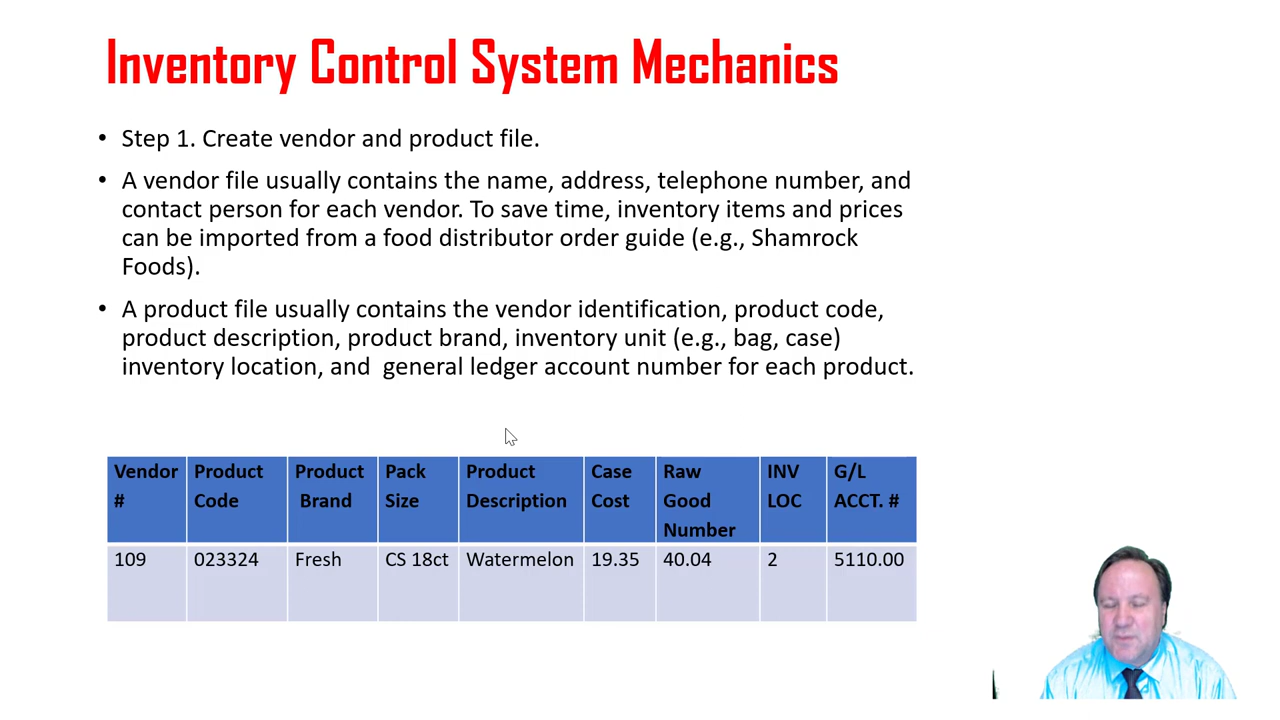 Inventory Control System Mechanics
• Step 1. Create vendor and product file.
• A vendor file usually contains the name, address, telephone number, and
contact person for each vendor. To save time, inventory items and prices
can be imported from a food distributor order guide (e.g., Shamrock
Foods).
• A product file usually contains the vendor identification, product code,
product description, product brand, inventory unit (e.g., bag, case)
inventory location, and  general ledger account number for each product.
Vendor Product Product Pack Product Case Raw INV G/L
# Code Brand Size Description Cost Good LOC ACCT. #
Number
109 023324 Fresh CS 18ct Watermelon 19.35 40.04 2 5110.00